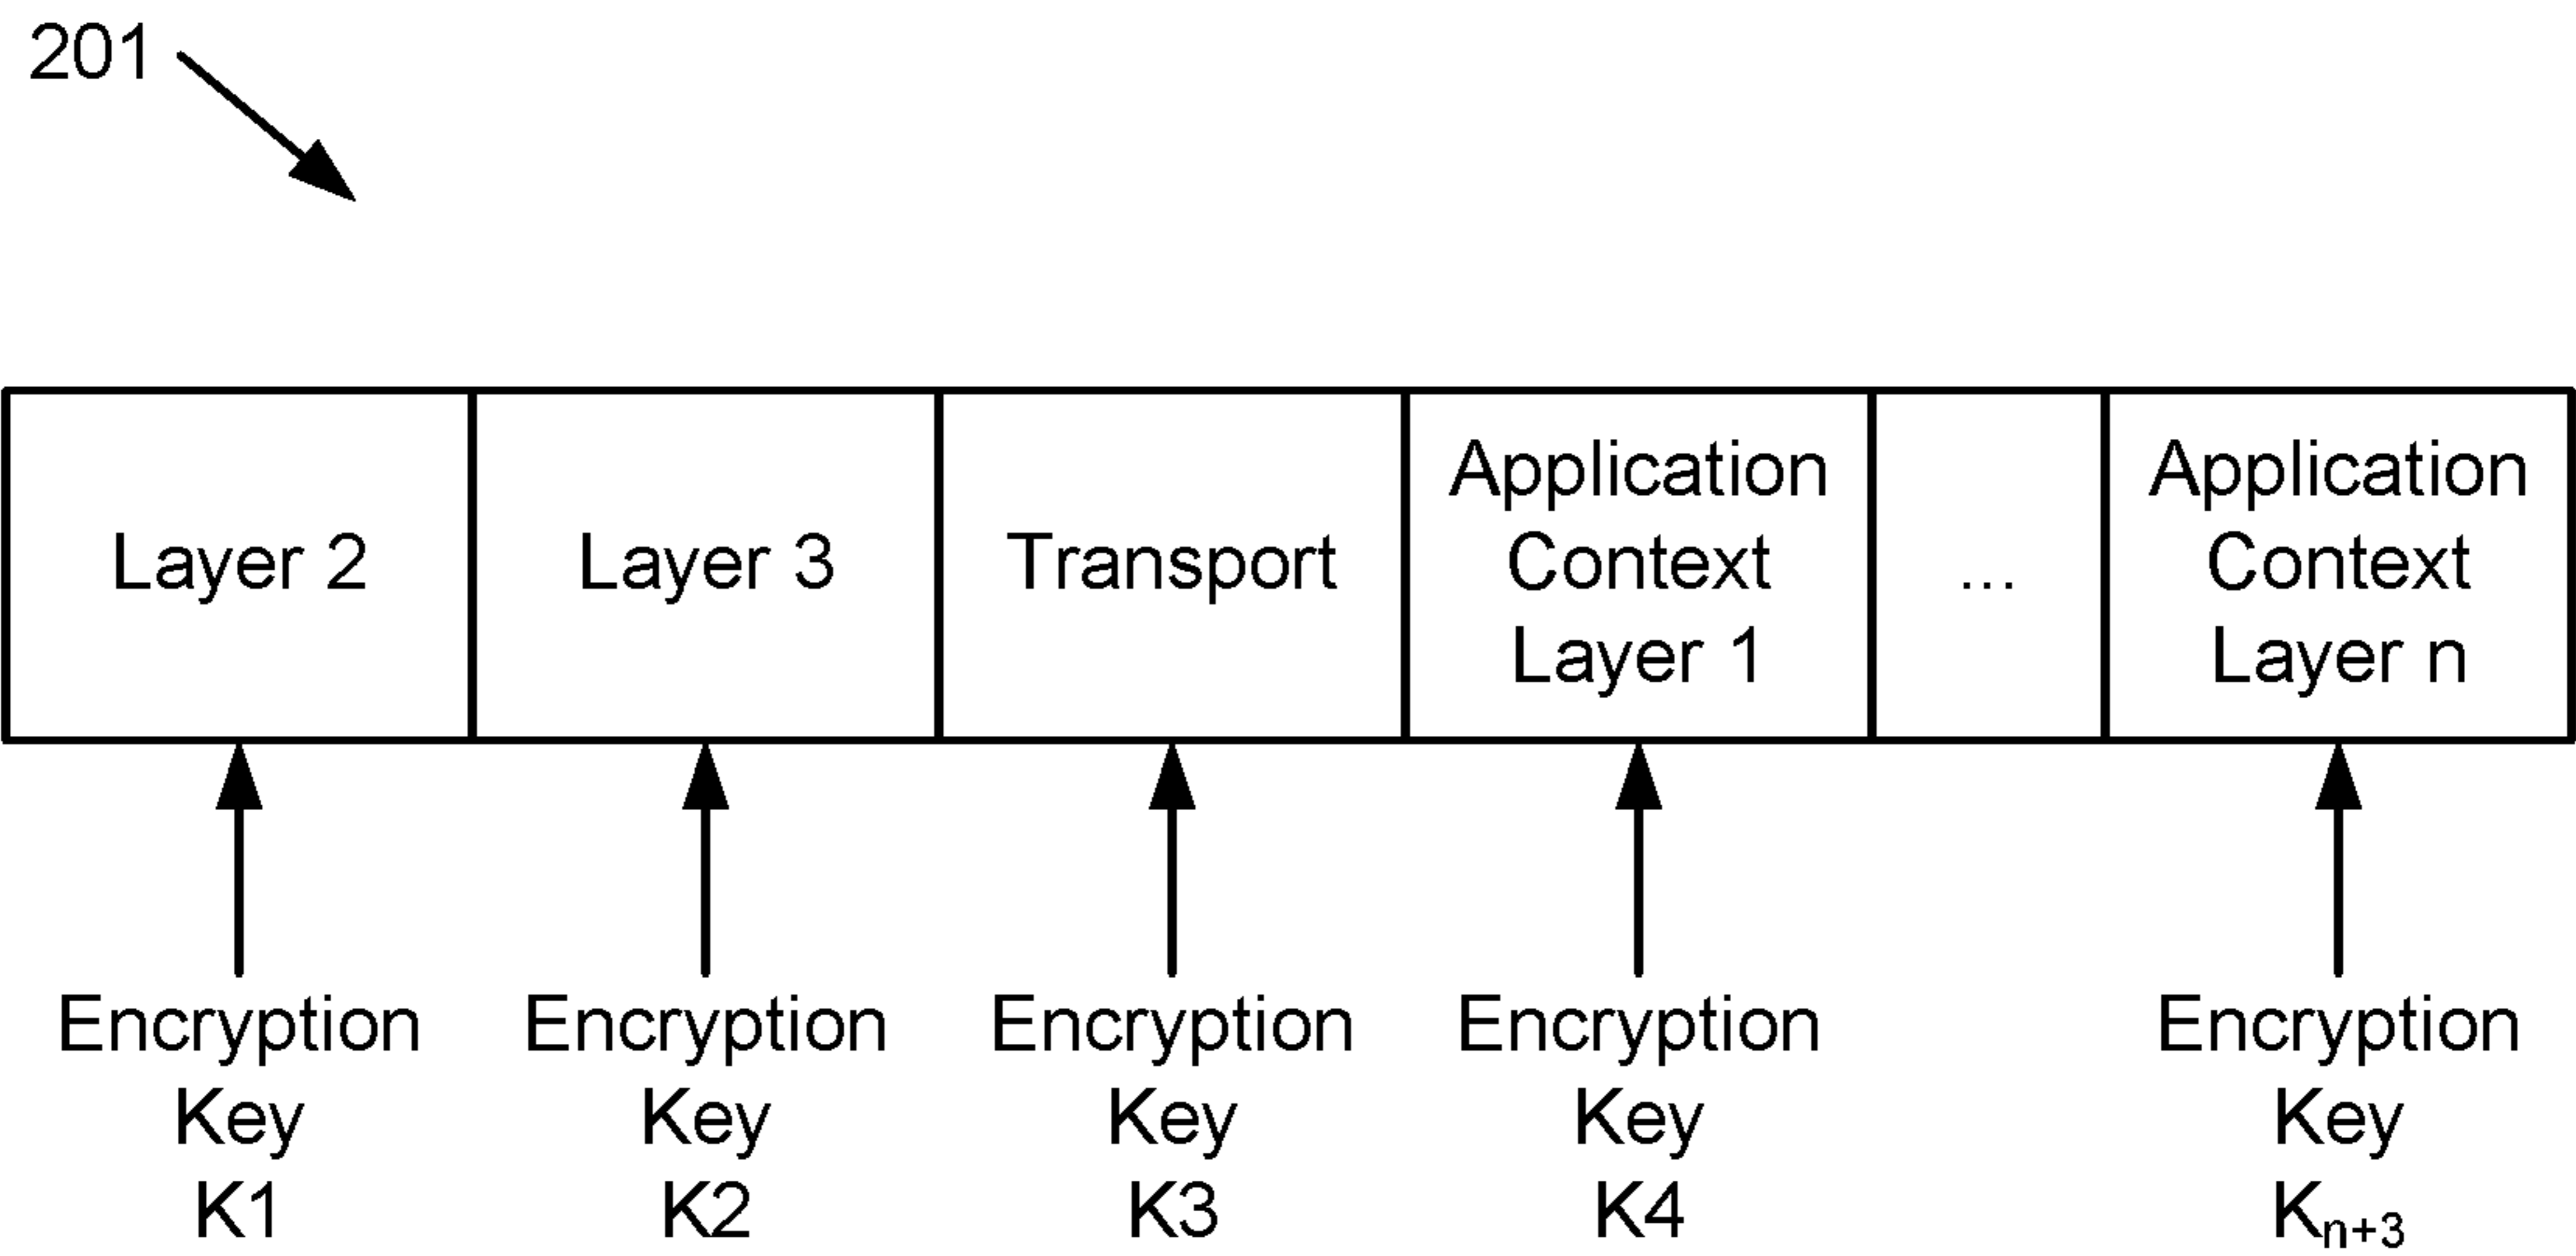 201
Layer 2
Layer 3
Transport
Application
Context
Layer 1
...
Application
Context
Layer n
Encryption
Key
K1
Encryption
Key
K2
Encryption
Key
K3
Encryption
Key
K4
Encryption
Key
Kn+3